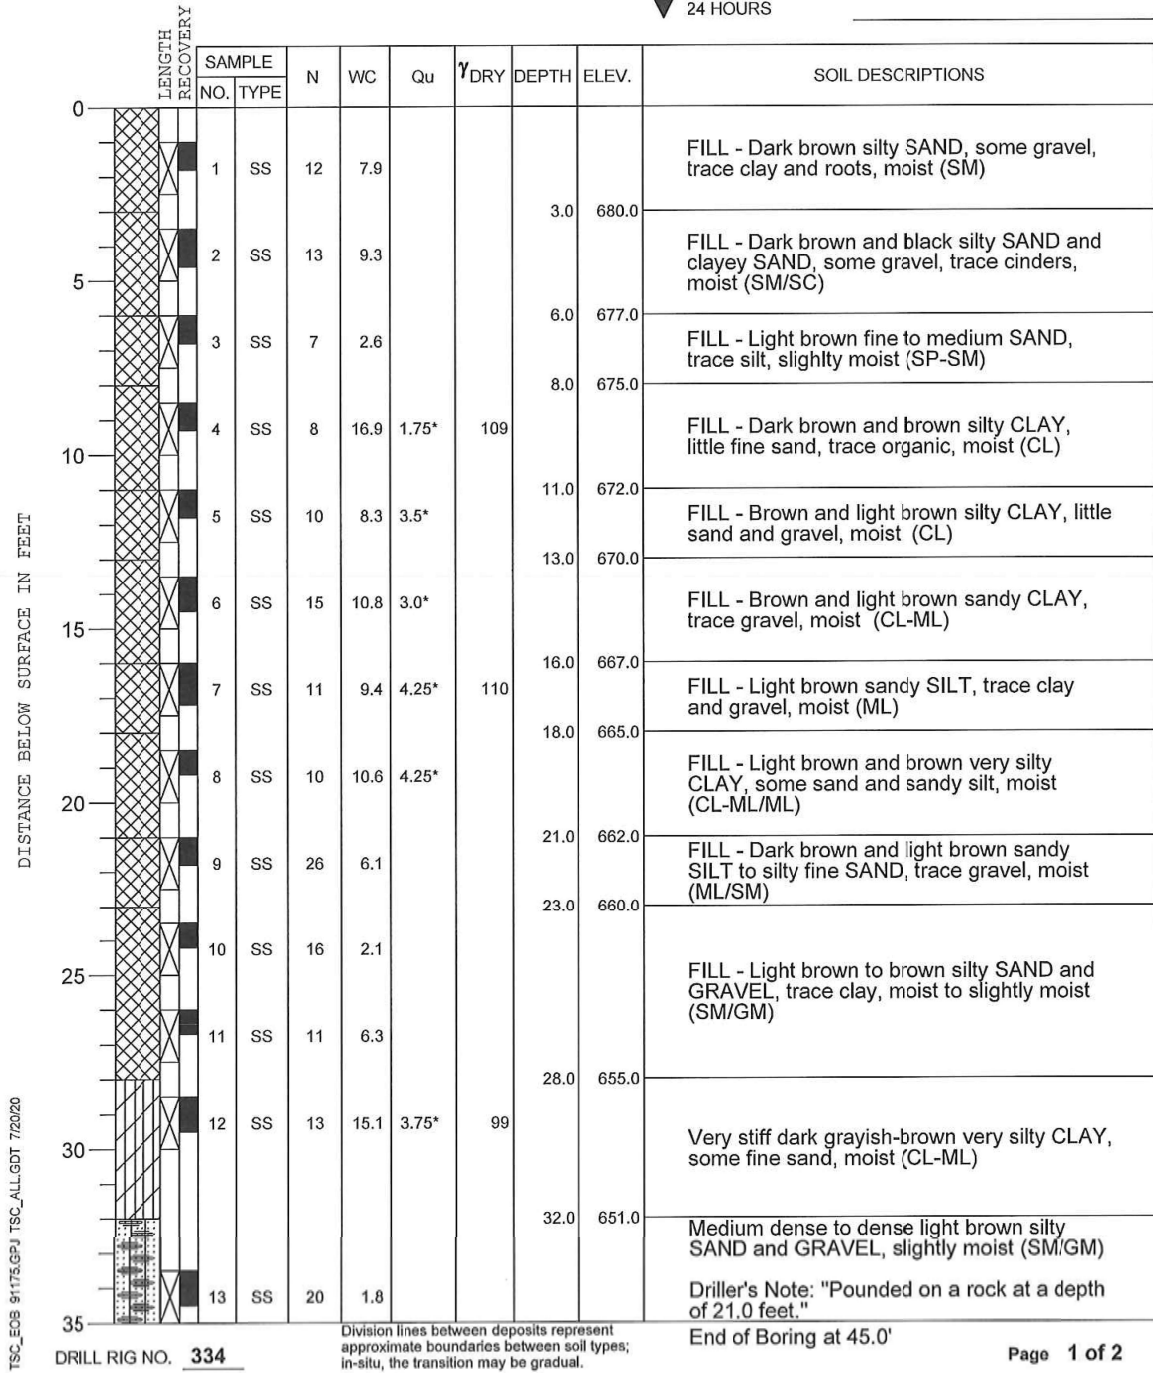 24 HOURS
LENGTH
RECOVERY
SAMPLE
NO. TYPE N WC Qu γDRY DEPTH ELEV. SOIL DESCRIPTIONS
0
FILL - Dark brown silty SAND, some gravel,
1 SS 12 7.9 trace clay and roots, moist (SM)
3.0 680.0
FILL - Dark brown and black silty SAND and
2 SS 13 9.3 clayey SAND, some gravel, trace cinders,
5 moist (SM/SC)
6.0 677.0
FILL - Light brown fine to medium SAND,
3 SS 7 2.6 trace silt, slighlty moist (SP-SM)
8.0 675.0
FILL - Dark brown and brown silty CLAY,
4 SS 8 16.9 1.75* 109 little fine sand, trace organic, moist (CL)
10
11.0 672.0
FILL - Brown and light brown silty CLAY, little
5 SS 10 8.3 3.5* sand and gravel, moist (CL)
13.0 670.0
FILL - Brown and light brown sandy CLAY,
6 SS 15 10.8 3.0* trace gravel, moist (CL-ML)
15
16.0 667.0
FILL - Light brown sandy SILT, trace clay
7 SS 11 9.4 4.25* 110 and gravel, moist (ML)
18.0 665.0
FILL - Light brown and brown very silty
8 SS 10 10.6 4.25* CLAY, some sand and sandy silt, moist
20 (CL-ML/ML)
21.0 662.0
FILL - Dark brown and light brown sandy
9 SS 26 6.1 SILT to silty fine SAND, trace gravel, moist
(ML/SM)
23.0 660.0
10 SS 16 2.1
25 FILL - Light brown to brown silty SAND and
GRAVEL, trace clay, moist to slightly moist
(SM/GM)
11 SS 11 6.3
28.0 655.0
12 SS 13 15.1 3.75* 99
30 Very stiff dark grayish-brown very silty CLAY,
some fine sand, moist (CL-ML)
32.0 651.0
Medium dense to dense light brown silty
SAND and GRAVEL, slightly moist (SM/GM)
13 SS 20 1.8 Driller's Note: "Pounded on a rock at a depth
of 21.0 feet."
35
End of Boring at 45.0'
DISTANCE BELOW SURFACE IN FEET
TSC_EOB 91175.GPJ TSC_ALL.GDT 7/20/20
DRILL RIG NO. 334
Division lines between deposits represent
approximate boundaries between soil types;
in-situ, the transition may be gradual.
Page 1 of 2